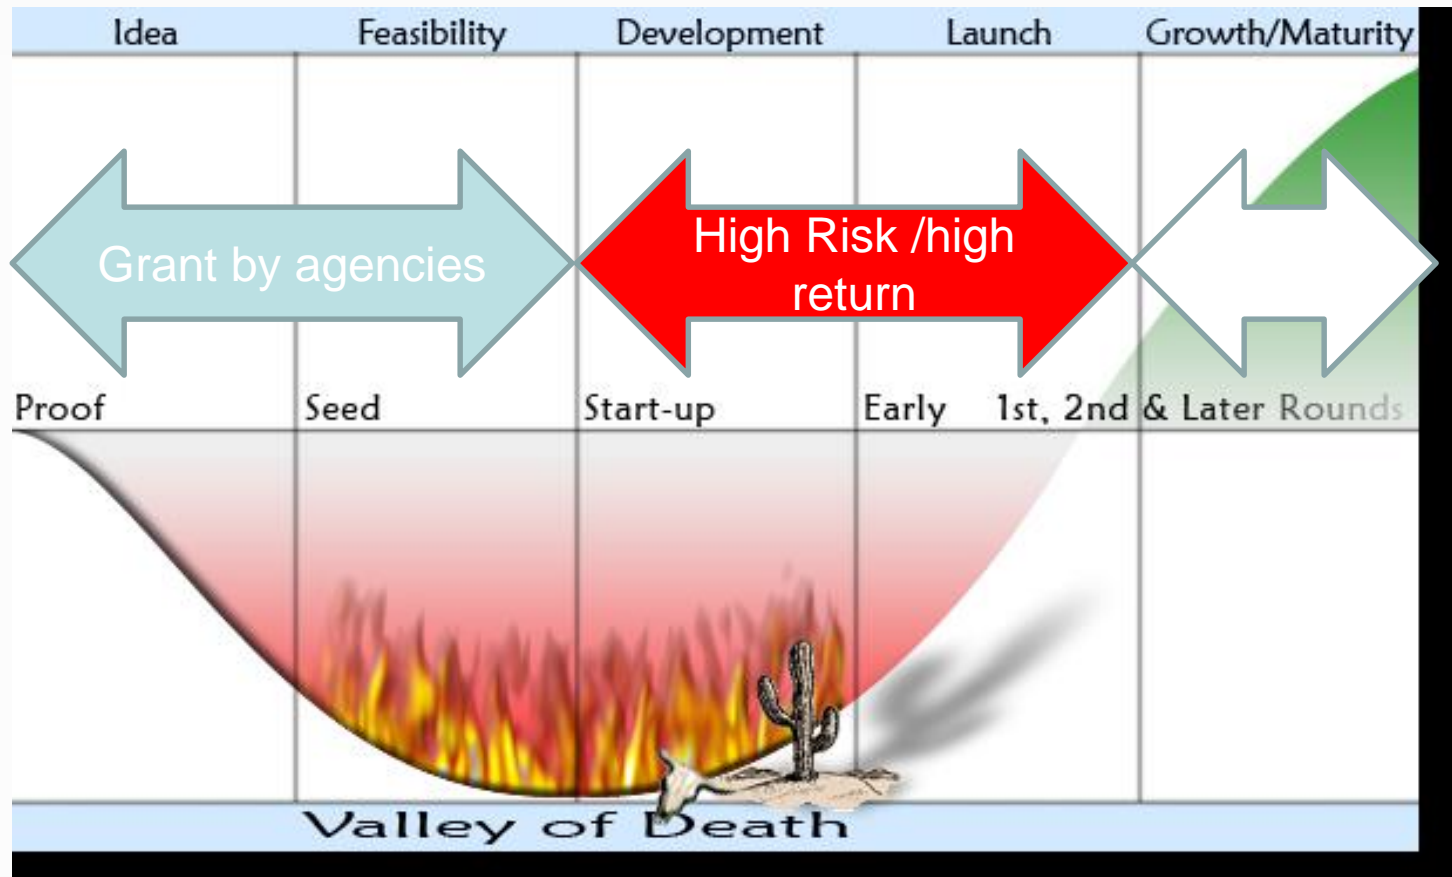 Idea Feasibility Development Launch Growth/Maturity
Grant by agencies
High Risk /high
return
Proof Seed Start-up Early 1st, 2nd & Later Rounds
Valley of Death